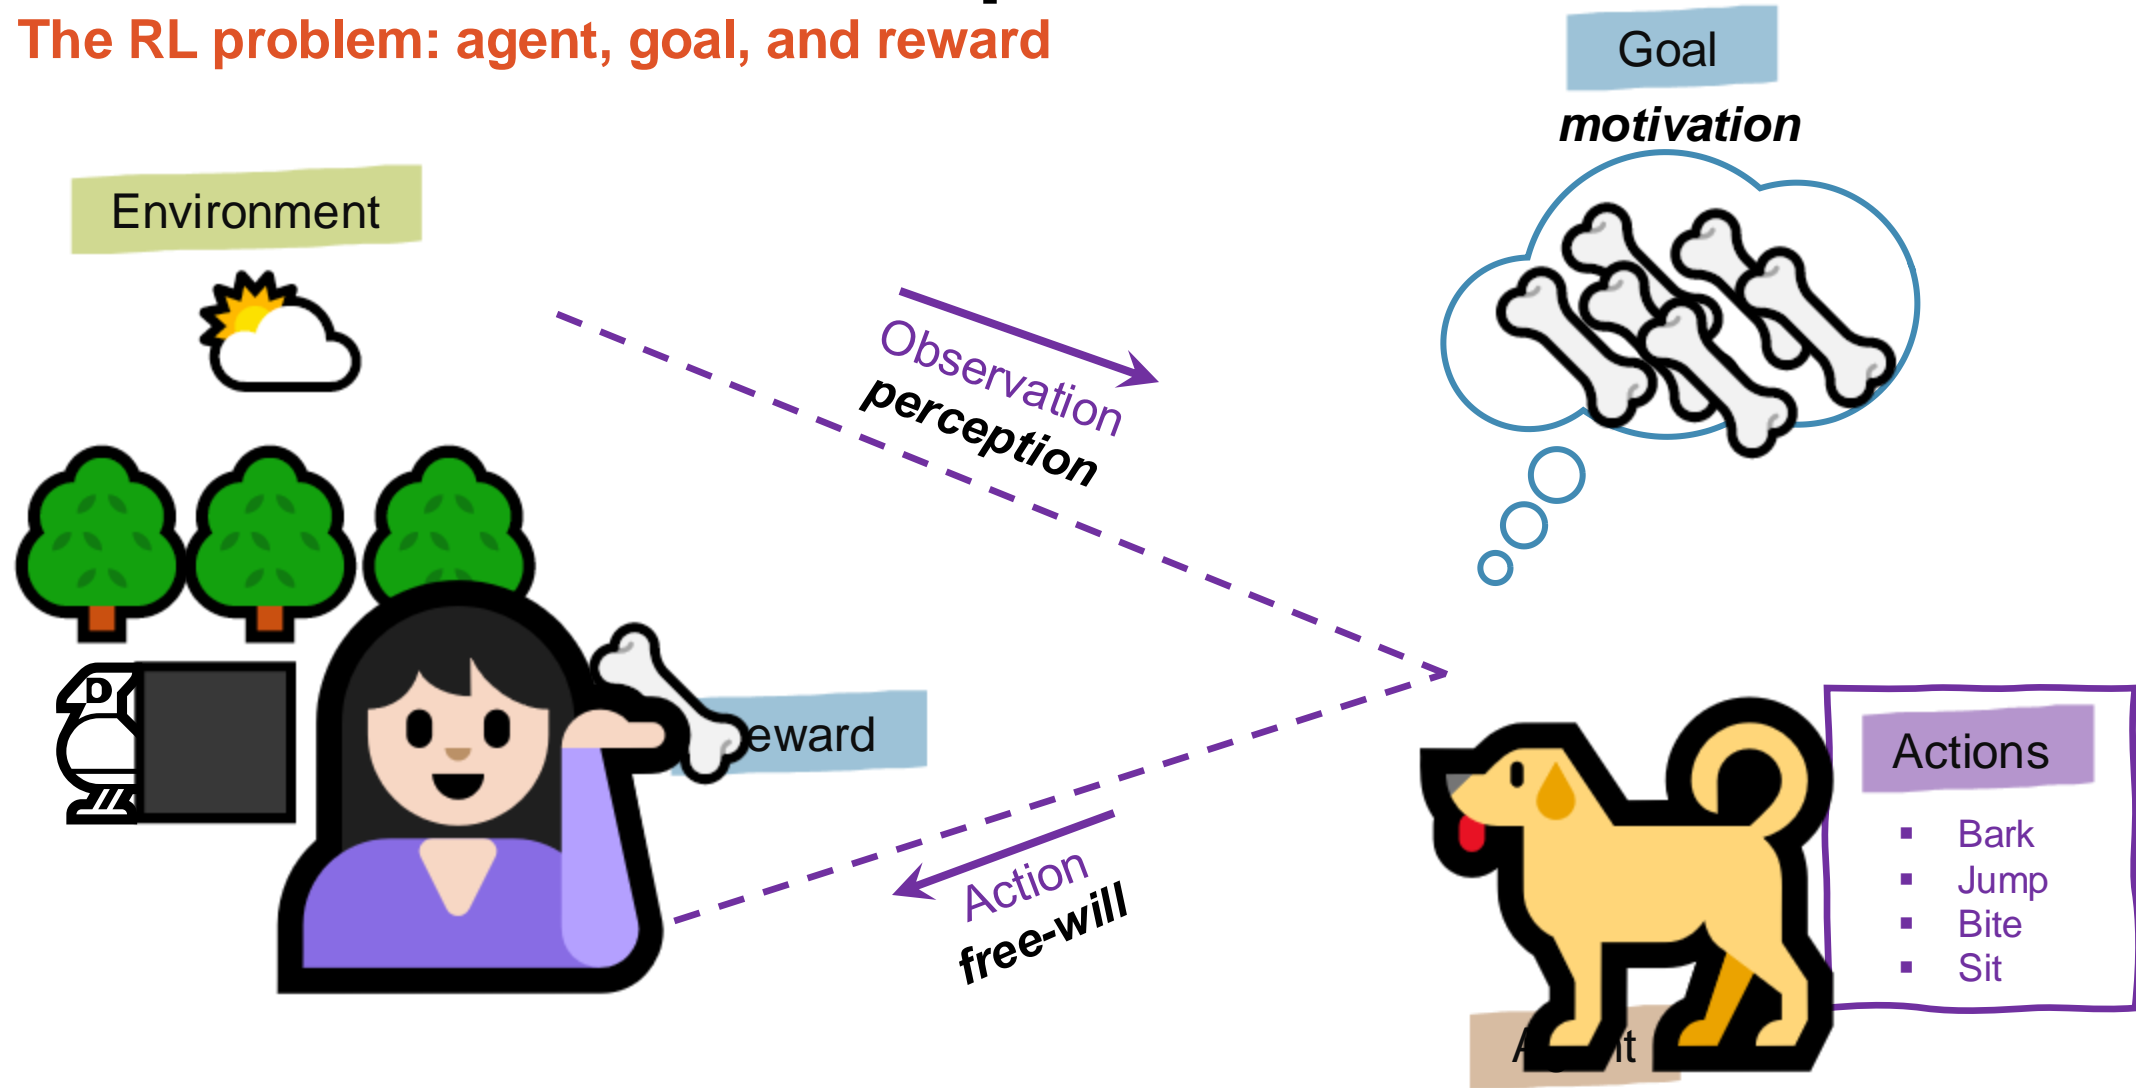 The RL problem: agent, goal, and reward
Goal
motivation
Environment
Observation
perception
eward
Action
free-will
Actions
▪ Bark
▪ Jump
▪ Bite
▪ Sit